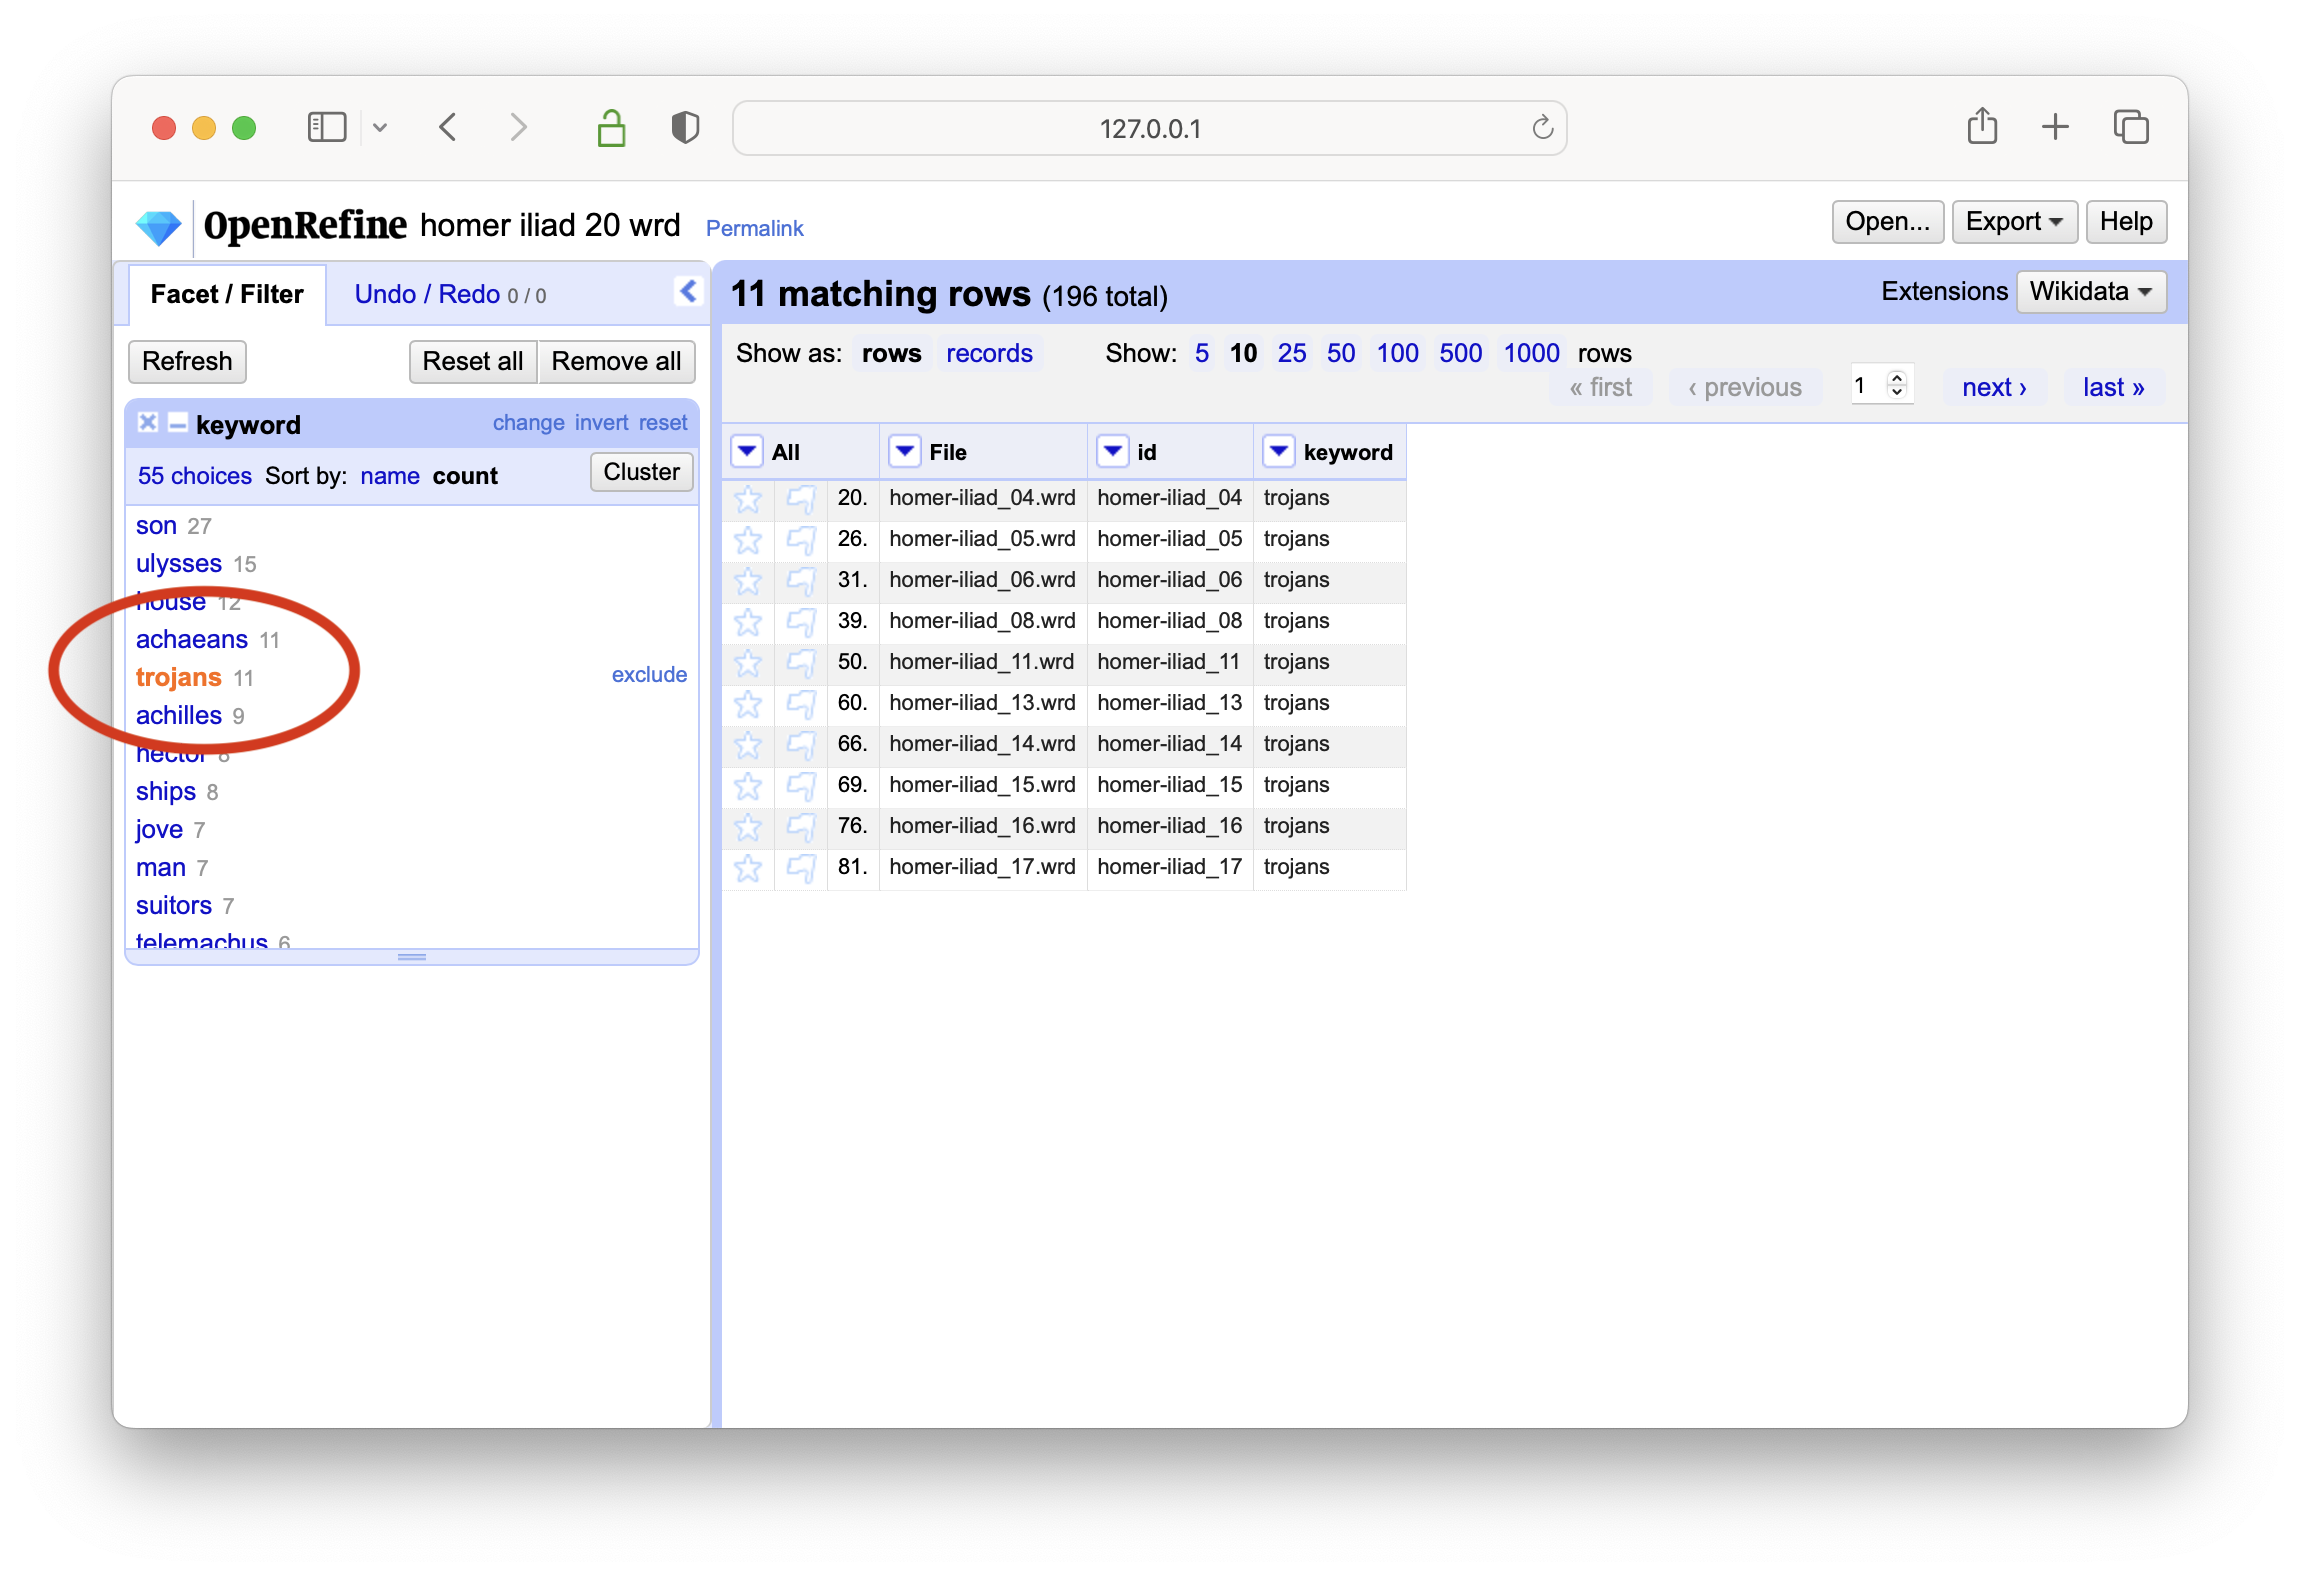 127.0.0.1
OpenRefine homer iliad 20 wrd Permalink
Open... Export Help
Facet / Filter Undo / Redo 0 / 0
Refresh Reset all Remove all
keyword change invert reset
55 choices Sort by: name count Cluster
son 27
ulysses 15
house 12
achaeans 11
trojans 11 exclude
achilles 9
hector 8
ships 8
jove 7
man 7
suitors 7
telemachus 6
11 matching rows (196 total)
Extensions Wikidata
Show as: rows records Show: 5 10 25 50 100 500 1000 rows
« first ‹ previous 1 next › last »
All File id keyword
20. homer-iliad_04.wrd homer-iliad_04 trojans
26. homer-iliad_05.wrd homer-iliad_05 trojans
31. homer-iliad_06.wrd homer-iliad_06 trojans
39. homer-iliad_08.wrd homer-iliad_08 trojans
50. homer-iliad_11.wrd homer-iliad_11 trojans
60. homer-iliad_13.wrd homer-iliad_13 trojans
66. homer-iliad_14.wrd homer-iliad_14 trojans
69. homer-iliad_15.wrd homer-iliad_15 trojans
76. homer-iliad_16.wrd homer-iliad_16 trojans
81. homer-iliad_17.wrd homer-iliad_17 trojans